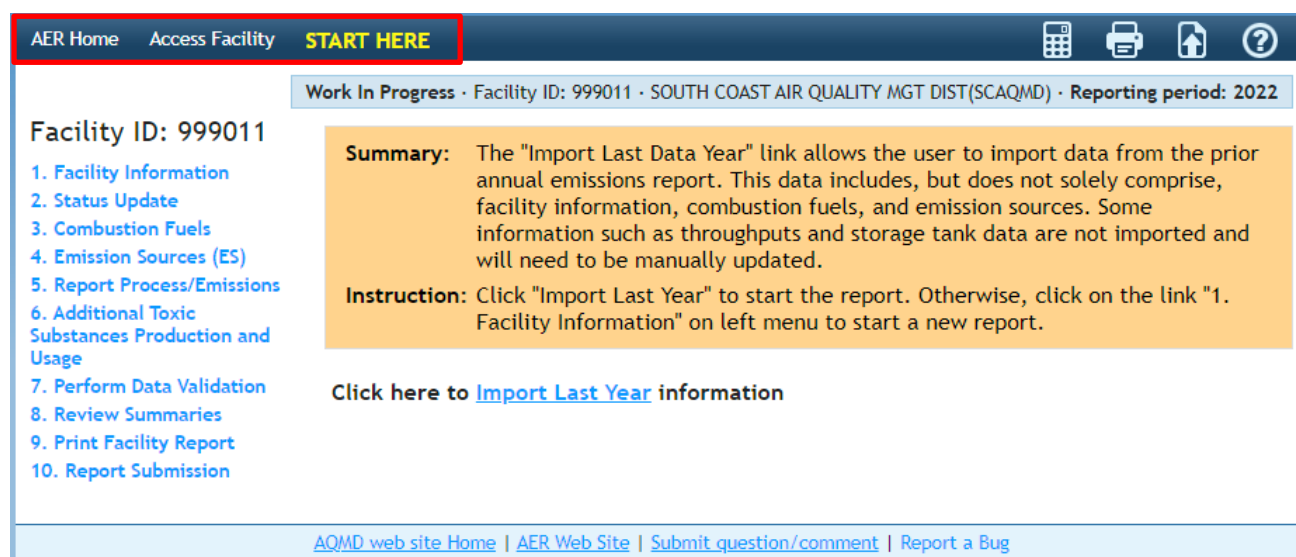 AER Home Access Facility START HERE
Work In Progress · Facility ID: 999011 · SOUTH COAST AIR QUALITY MGT DIST(SCAQMD) · Reporting period: 2022
Facility ID: 999011
1. Facility Information
2. Status Update
3. Combustion Fuels
4. Emission Sources (ES)
5. Report Process/Emissions
6. Additional Toxic
Substances Production and
Usage
7. Perform Data Validation
8. Review Summaries
9. Print Facility Report
10. Report Submission
Summary: The "Import Last Data Year" link allows the user to import data from the prior
annual emissions report. This data includes, but does not solely comprise,
facility information, combustion fuels, and emission sources. Some
information such as throughputs and storage tank data are not imported and
will need to be manually updated.
Instruction: Click "Import Last Year" to start the report. Otherwise, click on the link "1.
Facility Information" on left menu to start a new report.
Click here to Import Last Year information
AQMD web site Home | AER Web Site | Submit question/comment | Report a Bug